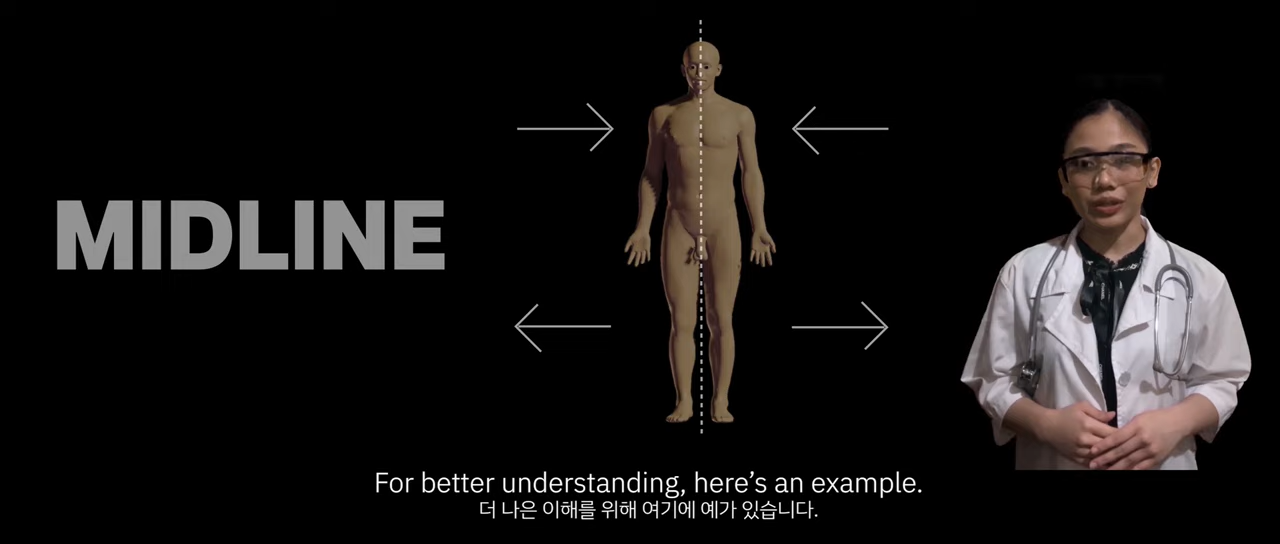 MIDLINE
For better understanding, here's an example.
더 나은 이해를 위해 여기에 예가 있습니다.